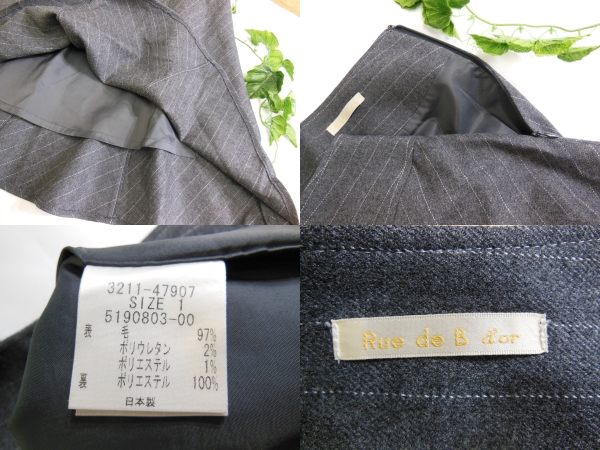 3211-47907
SIZE 1
5190803-00
表 毛 97%
ポリウレタン 2%
ポリエステル 1%
裏 ポリエステル 100%
日本製
Rue de B d'or